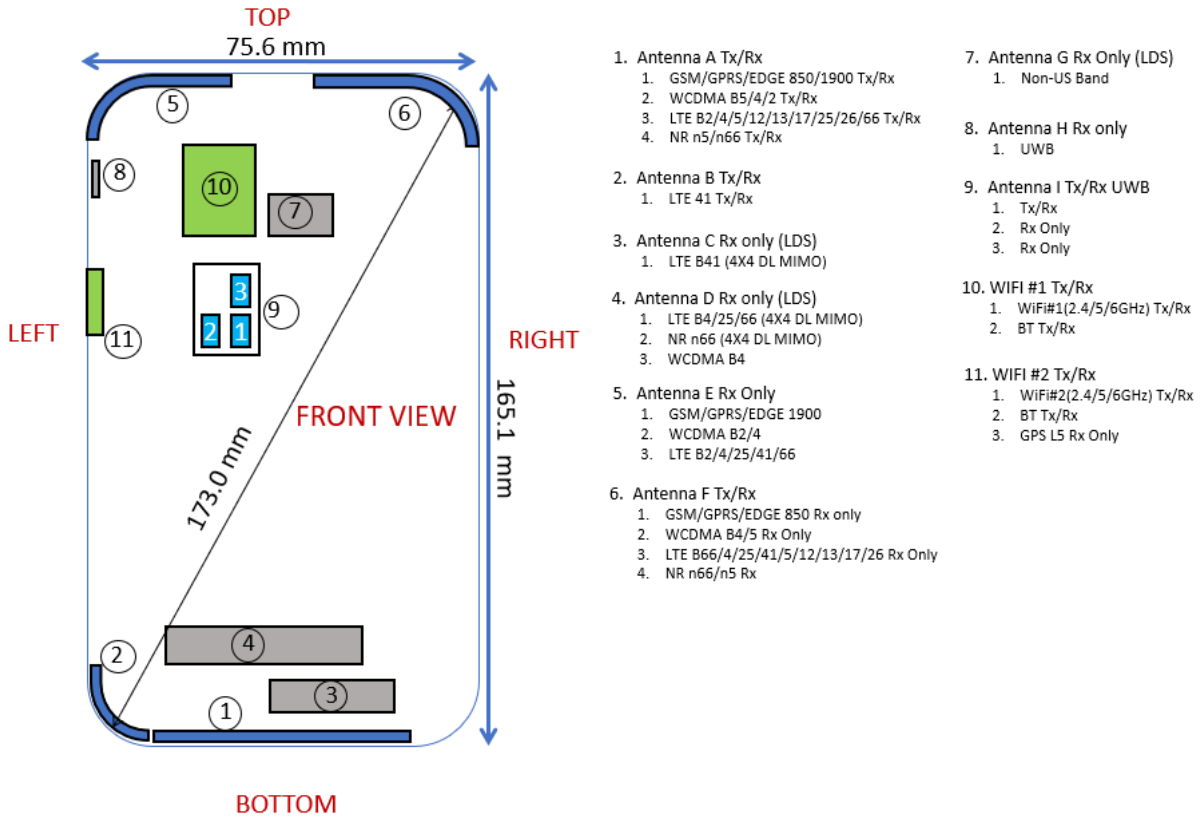 TOP
75.6 mm
5
6
8
10
7
3
9
2
1
11
LEFT
RIGHT
FRONT VIEW
165.1 mm
173.0 mm
4
2
3
1
BOTTOM
1. Antenna A Tx/Rx
1. GSM/GPRS/EDGE 850/1900 Tx/Rx
2. WCDMA B5/4/2 Tx/Rx
3. LTE B2/4/5/12/13/17/25/26/66 Tx/Rx
4. NR n5/n66 Tx/Rx
2. Antenna B Tx/Rx
1. LTE 41 Tx/Rx
3. Antenna C Rx only (LDS)
1. LTE B41 (4X4 DL MIMO)
4. Antenna D Rx only (LDS)
1. LTE B4/25/66 (4X4 DL MIMO)
2. NR n66 (4X4 DL MIMO)
3. WCDMA B4
5. Antenna E Rx Only
1. GSM/GPRS/EDGE 1900
2. WCDMA B2/4
3. LTE B2/4/25/41/66
6. Antenna F Tx/Rx
1. GSM/GPRS/EDGE 850 Rx only
2. WCDMA B4/5 Rx Only
3. LTE B66/4/25/41/5/12/13/17/26 Rx Only
4. NR n66/n5 Rx
7. Antenna G Rx Only (LDS)
1. Non-US Band
8. Antenna H Rx only
1. UWB
9. Antenna I Tx/Rx UWB
1. Tx/Rx
2. Rx Only
3. Rx Only
10. WIFI #1 Tx/Rx
1. WiFi#1(2.4/5/6GHz) Tx/Rx
2. BT Tx/Rx
11. WIFI #2 Tx/Rx
1. WiFi#2(2.4/5/6GHz) Tx/Rx
2. BT Tx/Rx
3. GPS L5 Rx Only